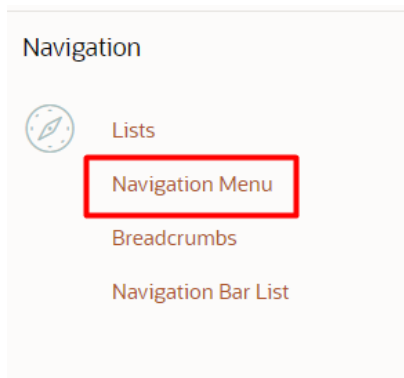 Navigation
Lists
Navigation Menu
Breadcrumbs
Navigation Bar List